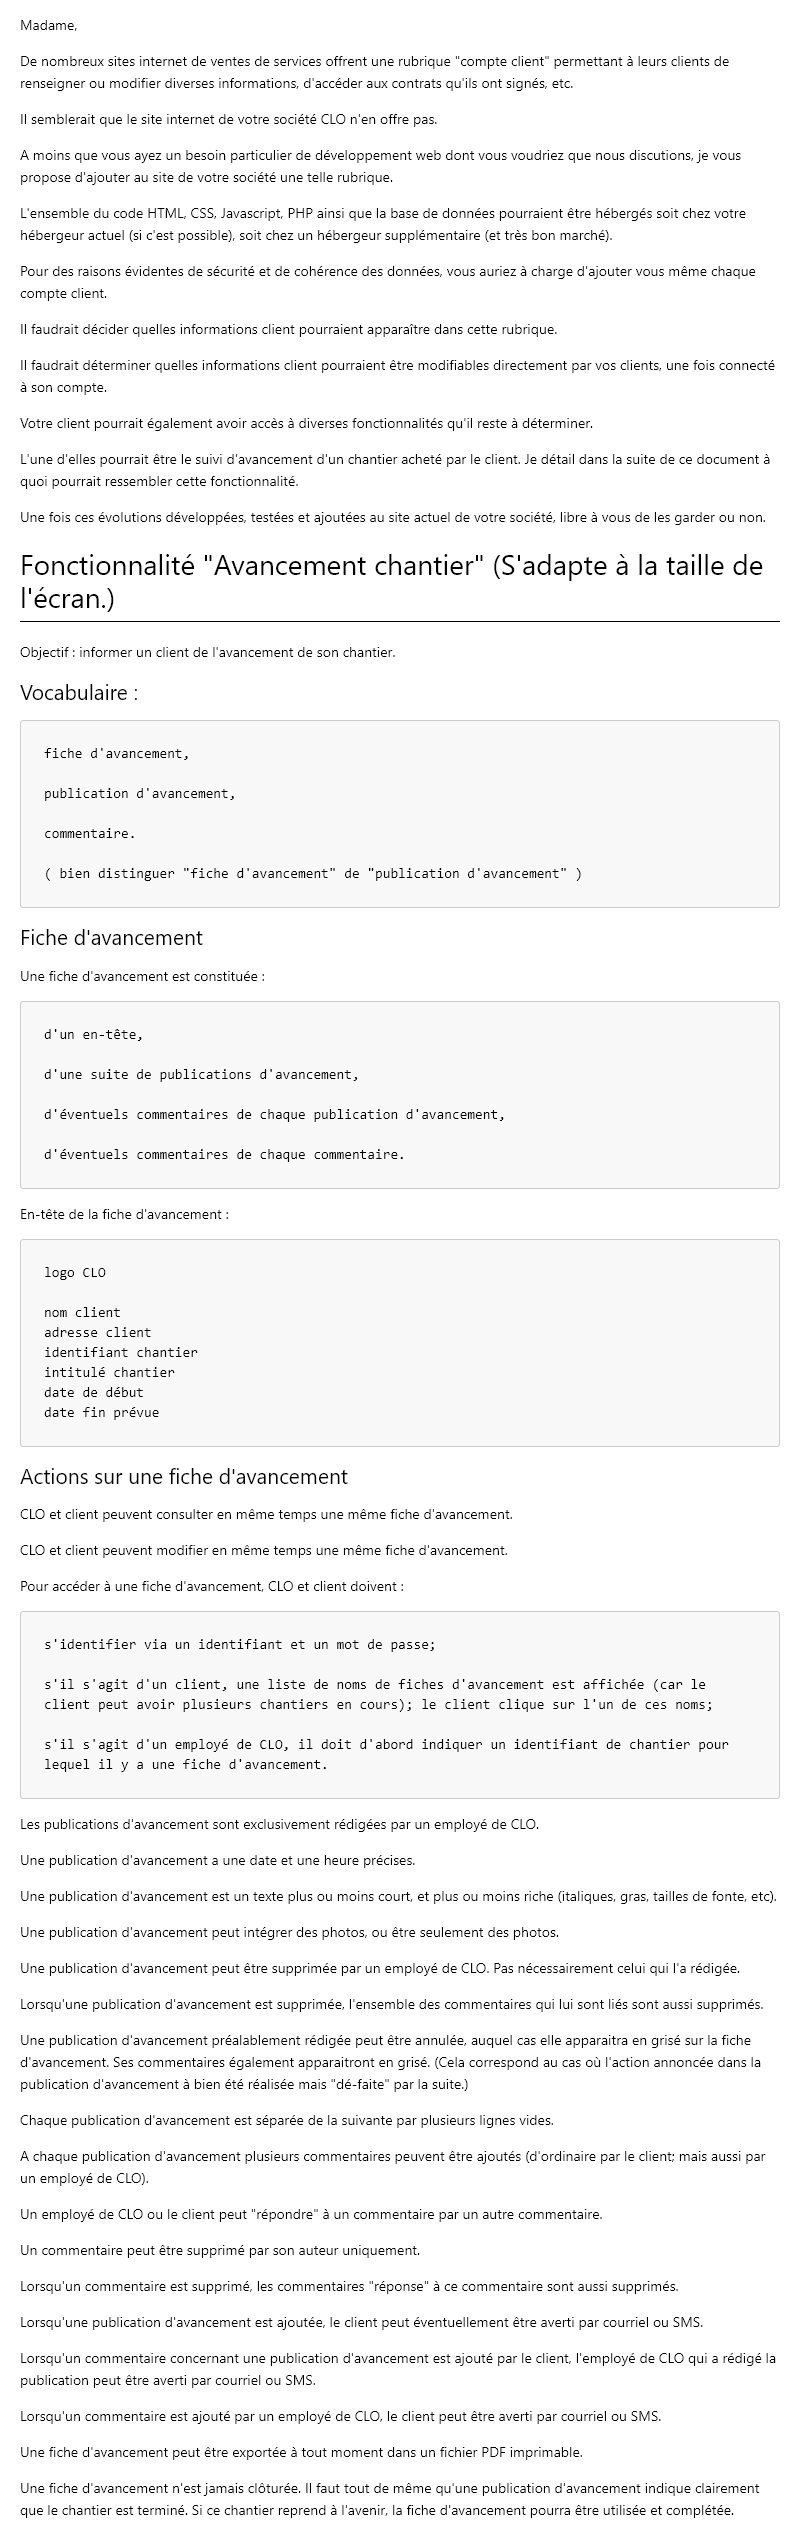 Madame,
De nombreux sites internet de ventes de services offrent une rubrique "compte client" permettant à leurs clients de
renseigner ou modifier diverses informations, d'accéder aux contrats qu'ils ont signés, etc.
Il semblerait que le site internet de votre société CLO n'en offre pas.
A moins que vous ayez un besoin particulier de développement web dont vous voudriez que nous discutions, je vous
propose d'ajouter au site de votre société une telle rubrique.
L'ensemble du code HTML, CSS, Javascript, PHP ainsi que la base de données pourraient être hébergés soit chez votre
hébergeur actuel (si c'est possible), soit chez un hébergeur supplémentaire (et très bon marché).
Pour des raisons évidentes de sécurité et de cohérence des données, vous auriez à charge d'ajouter vous même chaque
compte client.
Il faudrait décider quelles informations client pourraient apparaître dans cette rubrique.
Il faudrait déterminer quelles informations client pourraient être modifiables directement par vos clients, une fois connecté
à son compte.
Votre client pourrait également avoir accès à diverses fonctionnalités qu'il reste à déterminer.
L'une d'elles pourrait être le suivi d'avancement d'un chantier acheté par le client. Je détail dans la suite de ce document à
quoi pourrait ressembler cette fonctionnalité.
Une fois ces évolutions développées, testées et ajoutées au site actuel de votre société, libre à vous de les garder ou non.
Fonctionnalité "Avancement chantier" (S'adapte à la taille de
l'écran.)
Objectif : informer un client de l'avancement de son chantier.
Vocabulaire :
fiche d'avancement,
publication d'avancement,
commentaire.
( bien distinguer "fiche d'avancement" de "publication d'avancement" )
Fiche d'avancement
Une fiche d'avancement est constituée :
d'un en-tête,
d'une suite de publications d'avancement,
d'éventuels commentaires de chaque publication d'avancement,
d'éventuels commentaires de chaque commentaire.
En-tête de la fiche d'avancement :
logo CLO
nom client
adresse client
identifiant chantier
intitulé chantier
date de début
date fin prévue
Actions sur une fiche d'avancement
CLO et client peuvent consulter en même temps une même fiche d'avancement.
CLO et client peuvent modifier en même temps une même fiche d'avancement.
Pour accéder à une fiche d'avancement, CLO et client doivent :
s'identifier via un identifiant et un mot de passe;
s'il s'agit d'un client, une liste de noms de fiches d'avancement est affichée (car le
client peut avoir plusieurs chantiers en cours); le client clique sur l'un de ces noms;
s'il s'agit d'un employé de CLO, il doit d'abord indiquer un identifiant de chantier pour
lequel il y a une fiche d'avancement.
Les publications d'avancement sont exclusivement rédigées par un employé de CLO.
Une publication d'avancement a une date et une heure précises.
Une publication d'avancement est un texte plus ou moins court, et plus ou moins riche (italiques, gras, tailles de fonte, etc).
Une publication d'avancement peut intégrer des photos, ou être seulement des photos.
Une publication d'avancement peut être supprimée par un employé de CLO. Pas nécessairement celui qui l'a rédigée.
Lorsqu'une publication d'avancement est supprimée, l'ensemble des commentaires qui lui sont liés sont aussi supprimés.
Une publication d'avancement préalablement rédigée peut être annulée, auquel cas elle apparaitra en grisé sur la fiche
d'avancement. Ses commentaires également apparaitront en grisé. (Cela correspond au cas où l'action annoncée dans la
publication d'avancement à bien été réalisée mais "dé-faite" par la suite.)
Chaque publication d'avancement est séparée de la suivante par plusieurs lignes vides.
A chaque publication d'avancement plusieurs commentaires peuvent être ajoutés (d'ordinaire par le client; mais aussi par
un employé de CLO).
Un employé de CLO ou le client peut "répondre" à un commentaire par un autre commentaire.
Un commentaire peut être supprimé par son auteur uniquement.
Lorsqu'un commentaire est supprimé, les commentaires "réponse" à ce commentaire sont aussi supprimés.
Lorsqu'une publication d'avancement est ajoutée, le client peut éventuellement être averti par courriel ou SMS.
Lorsqu'un commentaire concernant une publication d'avancement est ajouté par le client, l'employé de CLO qui a rédigé la
publication peut être averti par courriel ou SMS.
Lorsqu'un commentaire est ajouté par un employé de CLO, le client peut être averti par courriel ou SMS.
Une fiche d'avancement peut être exportée à tout moment dans un fichier PDF imprimable.
Une fiche d'avancement n'est jamais clôturée. Il faut tout de même qu'une publication d'avancement indique clairement
que le chantier est terminé. Si ce chantier reprend à l'avenir, la fiche d'avancement pourra être utilisée et complétée.